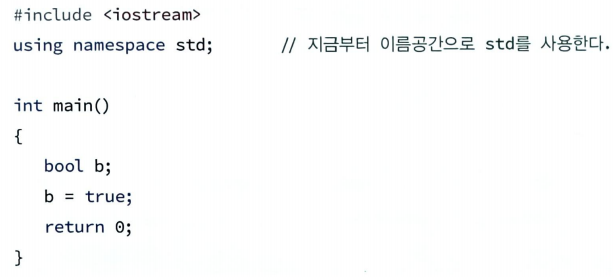 #include <iostream>
using namespace std; // 지금부터 이름공간으로 std를 사용한다.
int main()
{
bool b;
b = true;
return 0;
}